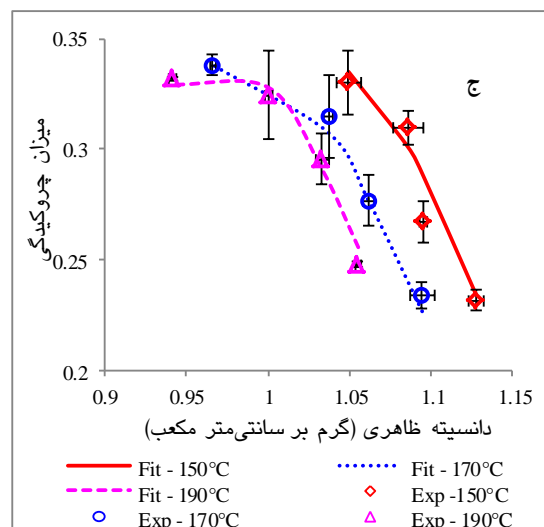 0.35
ج
0.3
میزان چروکیدگی
0.25
0.2
0.9 0.95 1 1.05 1.1 1.15
دانسیته ظاهری (گرم بر سانتی‌متر مکعب)
Fit - 150°C Fit - 170°C
Fit - 190°C Exp -150°C
Exp - 170°C Exp - 190°C